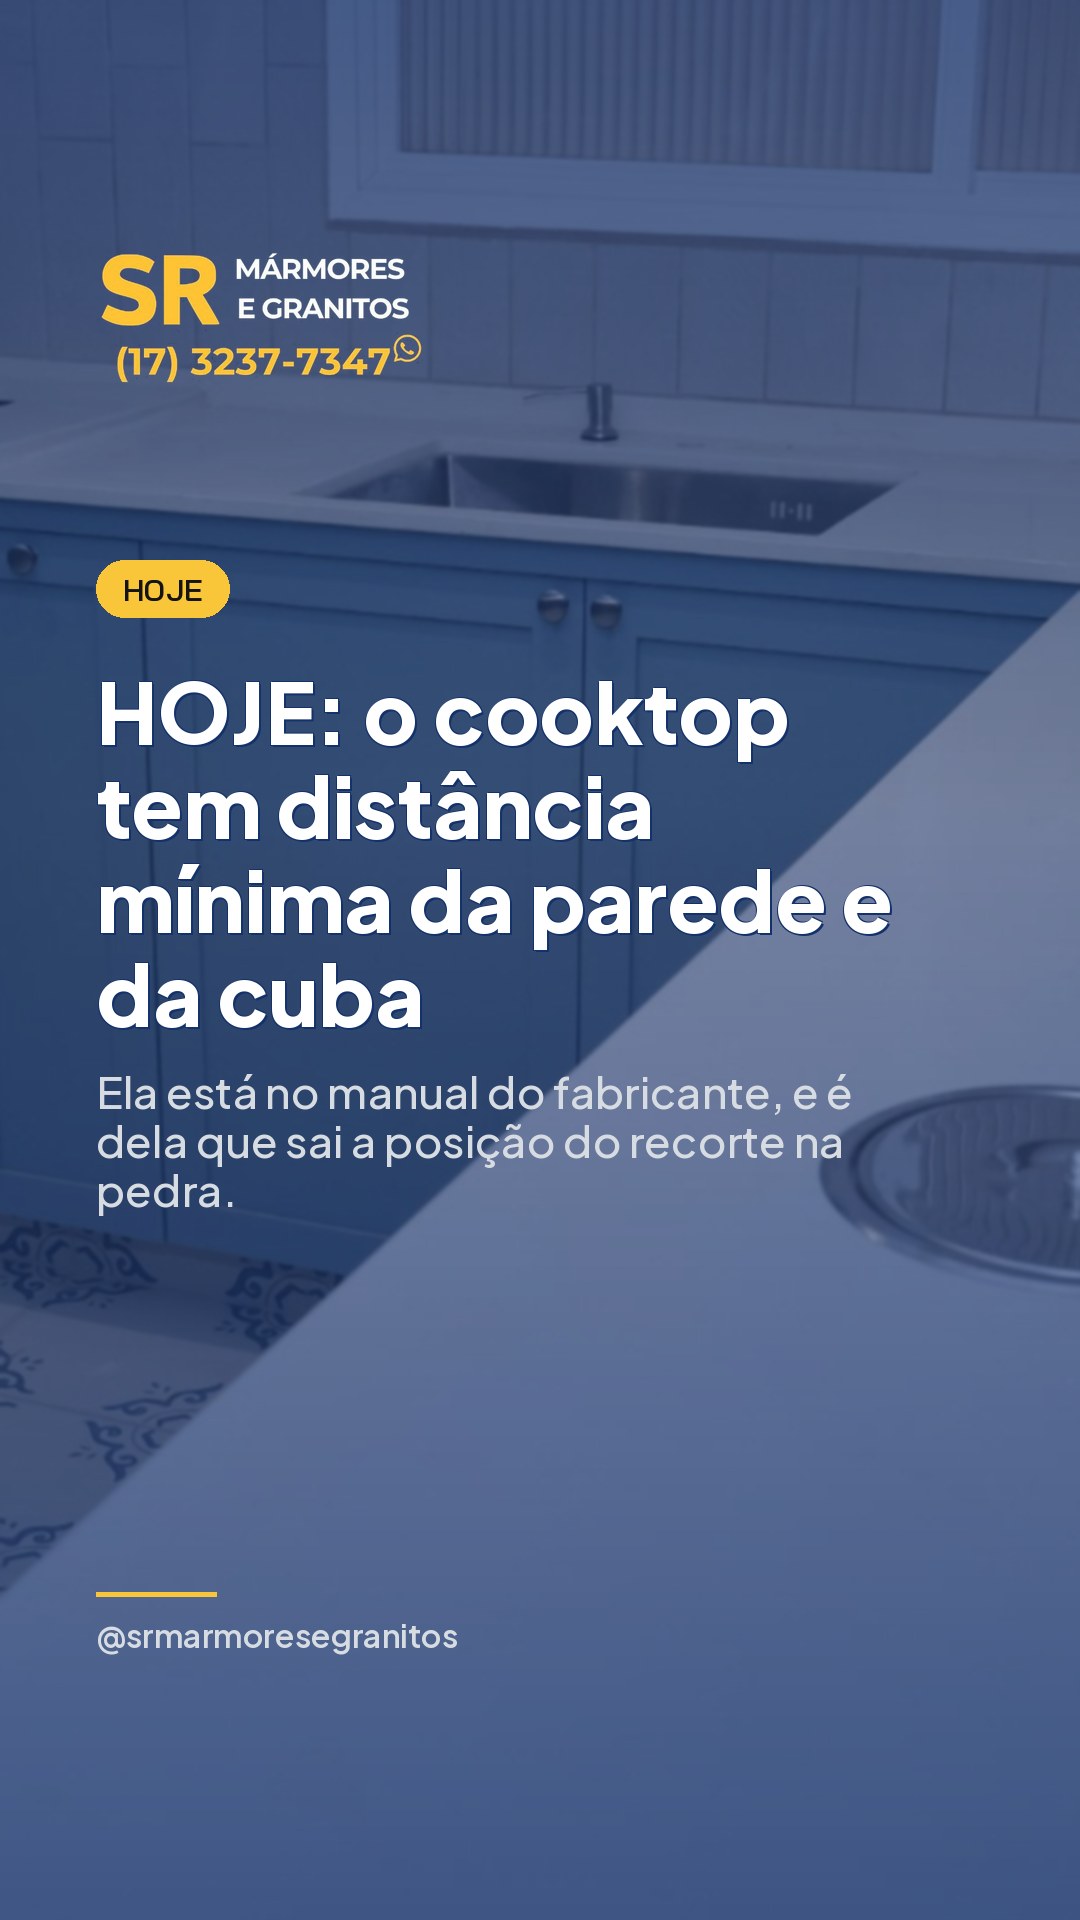 SR MÁRMORES
E GRANITOS
(17) 3237-7347
HOJE
HOJE: o cooktop
tem distância
mínima da parede e
da cuba
Ela está no manual do fabricante, e é
dela que sai a posição do recorte na
pedra.
@srmarmoresegranitos